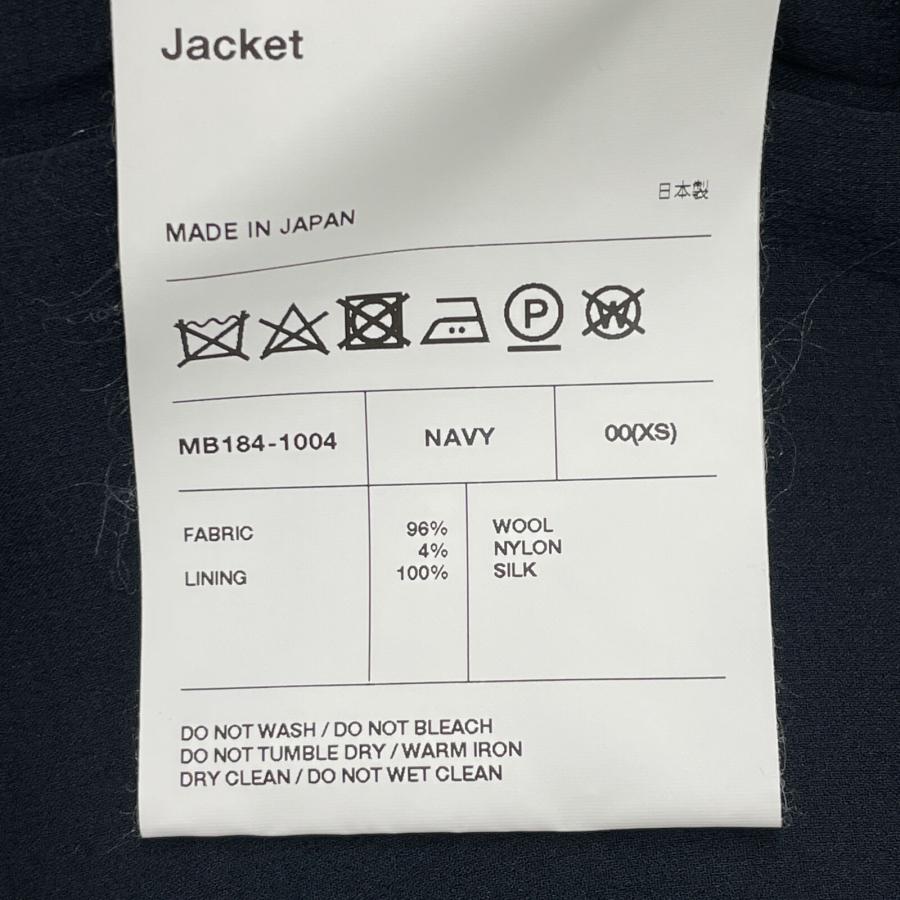 Jacket
日本製
MADE IN JAPAN
P
W
MB184-1004 NAVY 00(XS)
FABRIC 96% WOOL
4% NYLON
LINING 100% SILK
DO NOT WASH / DO NOT BLEACH
DO NOT TUMBLE DRY / WARM IRON
DRY CLEAN / DO NOT WET CLEAN